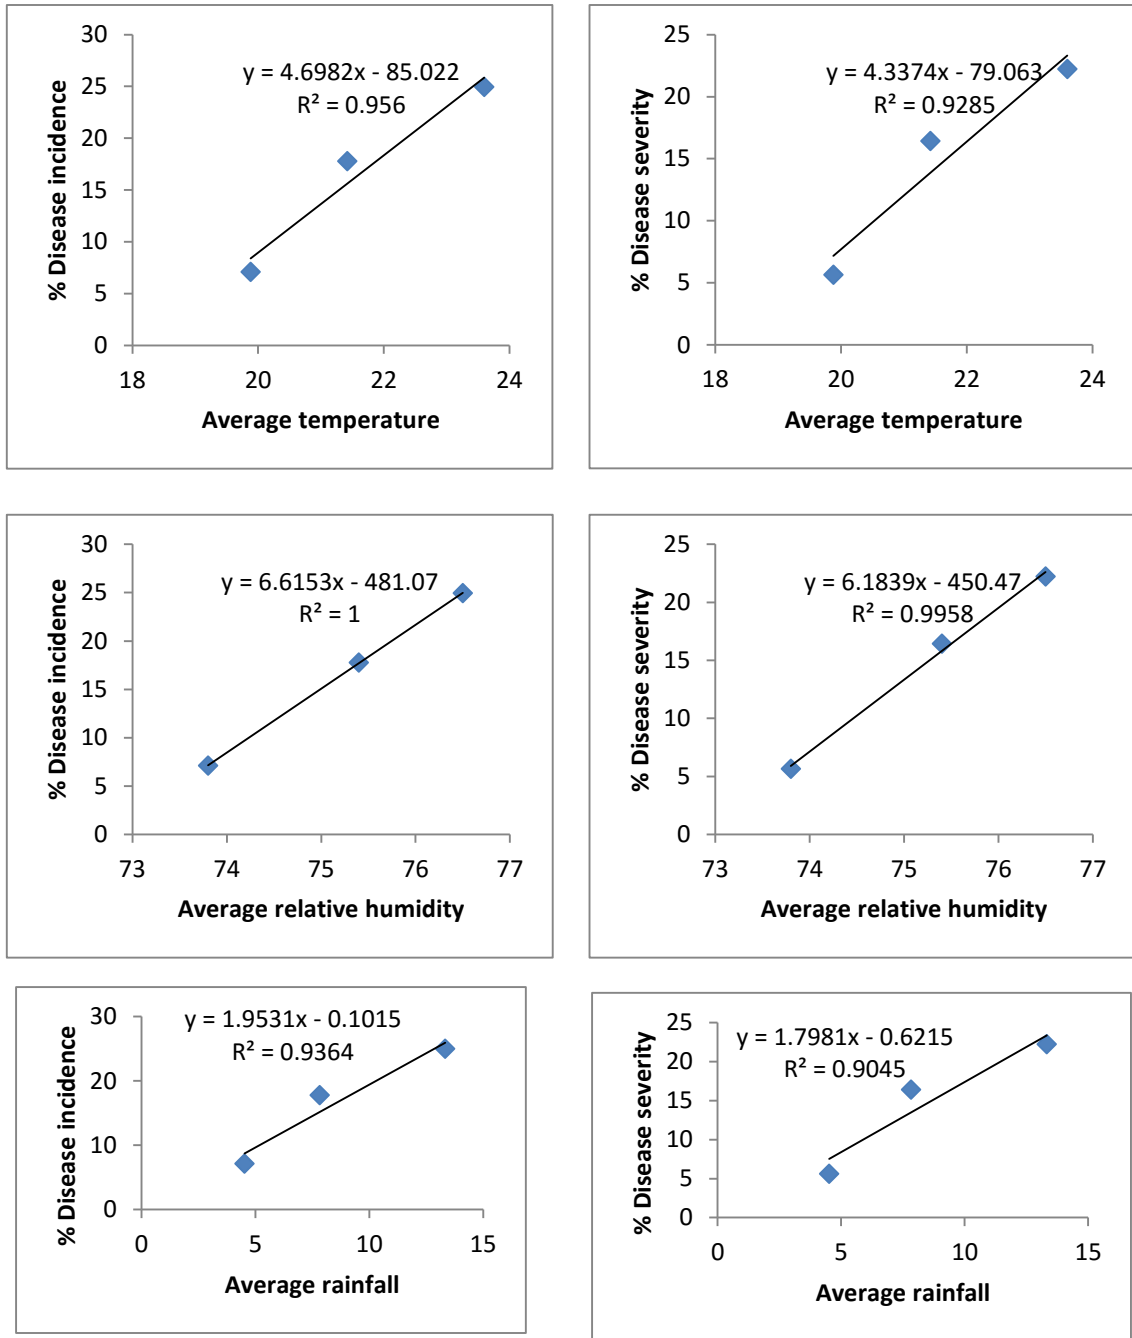 30
25
20
15
10
5
0
% Disease incidence
y = 4.6982x - 85.022
R² = 0.956
18 20 22 24
Average temperature
25
20
15
10
5
0
% Disease severity
y = 4.3374x - 79.063
R² = 0.9285
18 20 22 24
Average temperature
30
25
20
15
10
5
0
% Disease incidence
y = 6.6153x - 481.07
R² = 1
73 74 75 76 77
Average relative humidity
25
20
15
10
5
0
% Disease severity
y = 6.1839x - 450.47
R² = 0.9958
73 74 75 76 77
Average relative humidity
30
20
10
0
% Disease incidence
y = 1.9531x - 0.1015
R² = 0.9364
0 5 10 15
Average rainfall
25
20
15
10
5
0
% Disease severity
y = 1.7981x - 0.6215
R² = 0.9045
0 5 10 15
Average rainfall